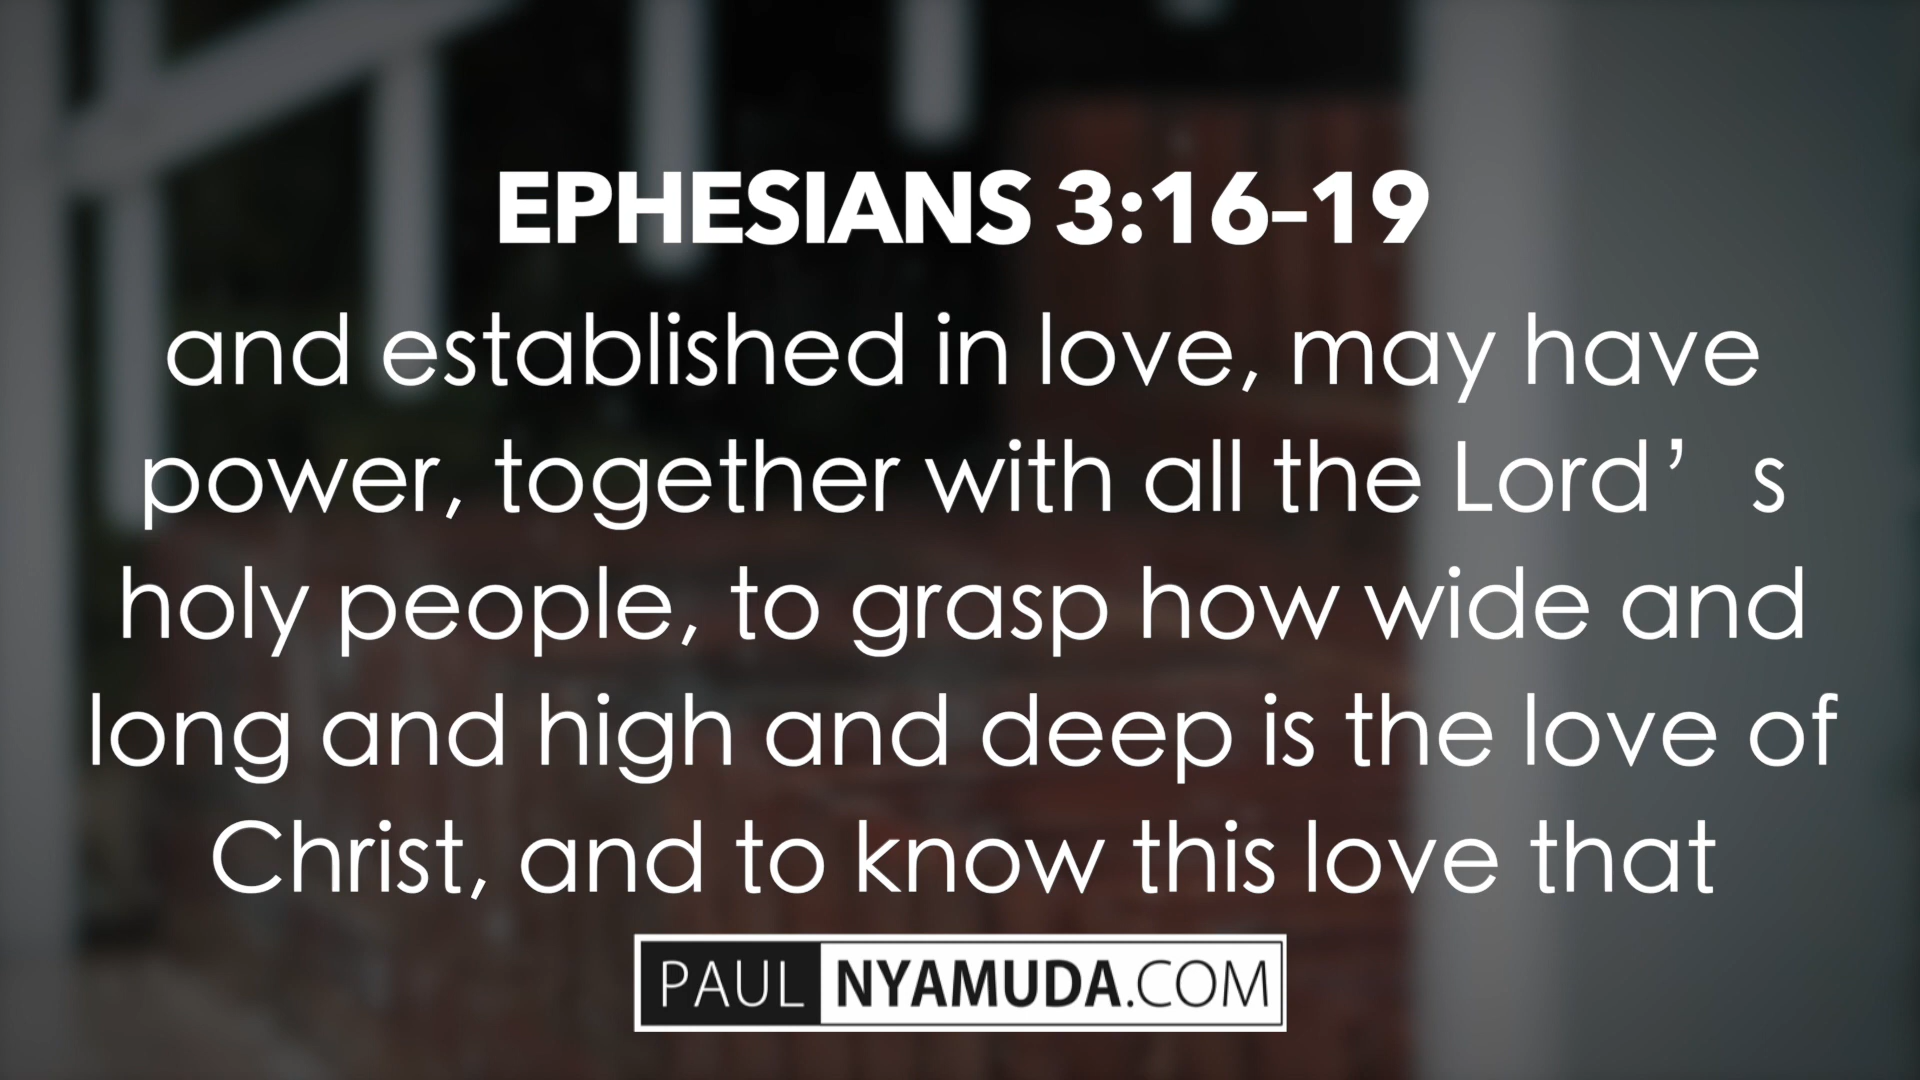 EPHESIANS 3:16–19
and established in love, may have
power, together with all the Lord’ s
holy people, to grasp how wide and
long and high and deep is the love of
Christ, and to know this love that
PAUL NYAMUDA.COM